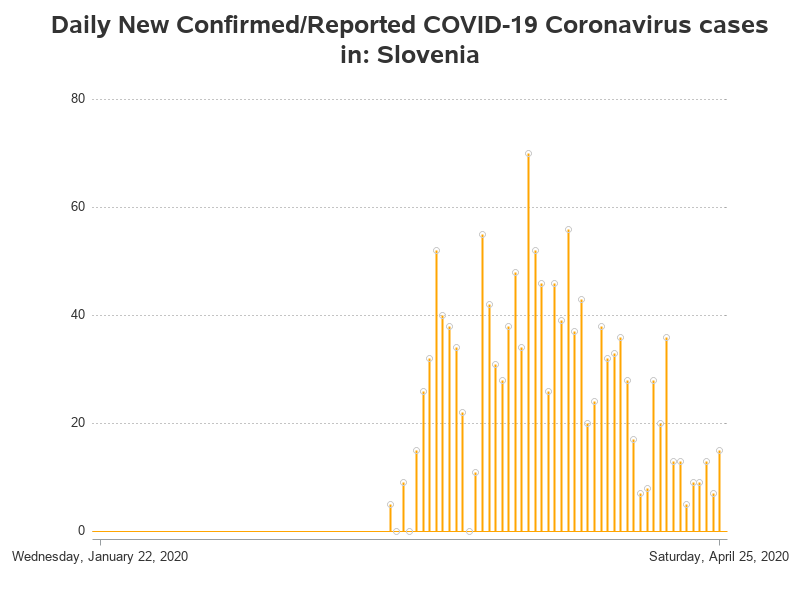 Daily New Confirmed/Reported COVID-19 Coronavirus cases
in: Slovenia
80
60
40
20
0
Wednesday, January 22, 2020 Saturday, April 25, 2020